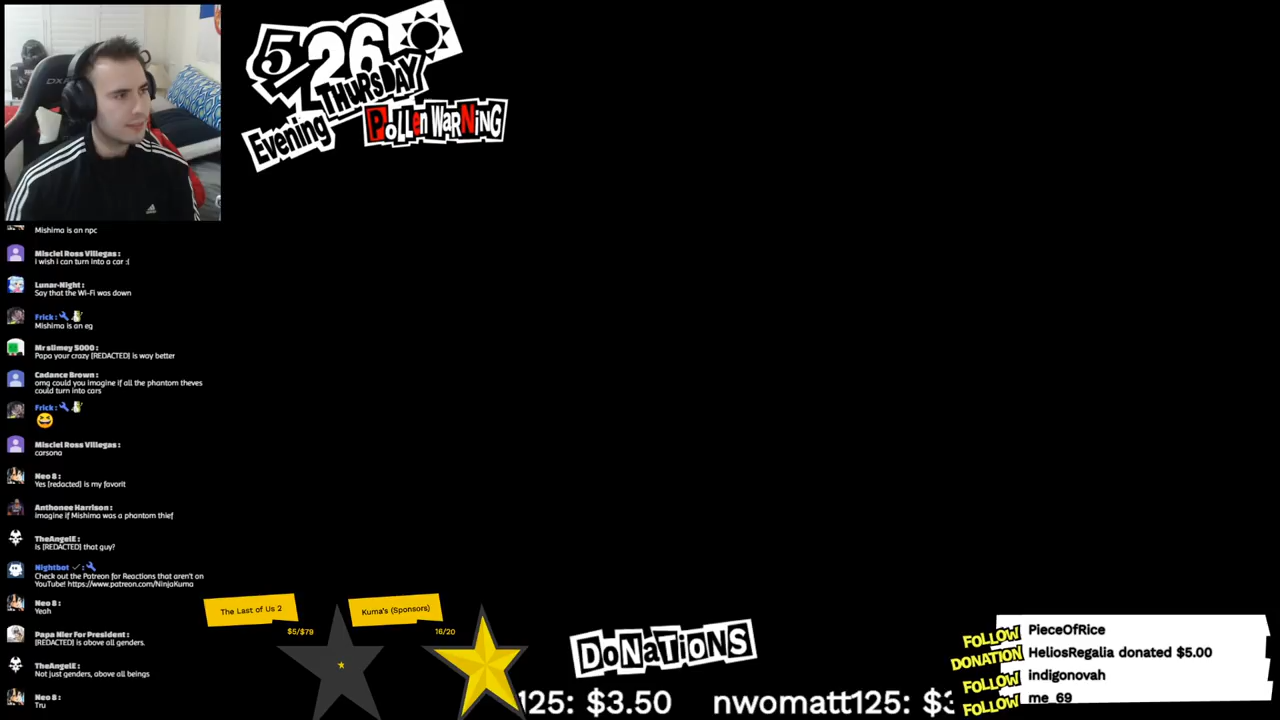 5/26
THURSDAY
Evening
Pollen Warning
Mishima is an npc
Misciel Ross Villegas :
I wish i can turn into a car :(
Lunar-Night :
Say that the Wi-Fi was down
Frick :
Mishima is an eg
Mr slimey 5000 :
Papa your crazy [REDACTED] is way better
Cadance Brown :
omg could you imagine if all the phantom theves
could turn into cars
Frick :
Misciel Ross Villegas :
carsona
Neo 8 :
Yes [redacted] is my favorit
Anthonee Harrison :
Imagine if Mishima was a phantom thief
TheAngelE :
Is [REDACTED] that guy?
Nightbot :
Check out the Patreon for Reactions that aren't on
YouTube! https://www.patreon.com/NinjaKuma
Neo 8 :
Yeah
Papa Nier For President :
[REDACTED] is above all genders.
TheAngelE :
Not just genders, above all beings
Neo 8 :
Tru
The Last of Us 2
$5/$79
Kuma's (Sponsors)
16/20
DONATIONS
125: $3.50 nwomatt125: $3
FOLLOW PieceOfRice
DONATION HeliosRegalia donated $5.00
FOLLOW indigonovah
FOLLOW me 69